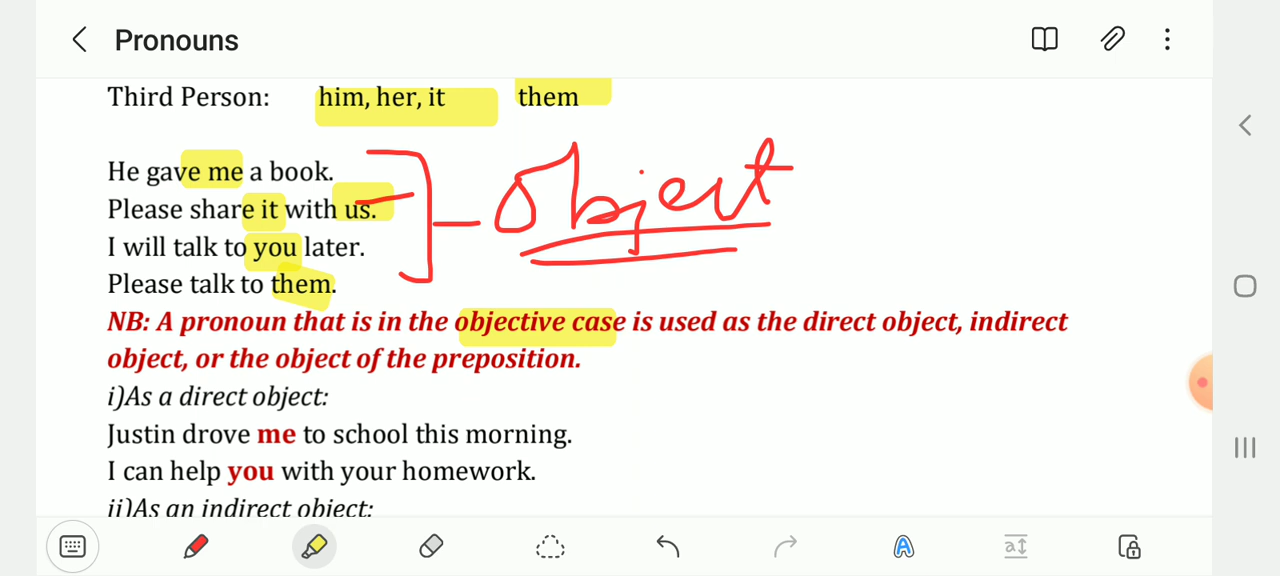 Pronouns
Third Person: him, her, it them
He gave me a book.
Please share it with us.
I will talk to you later.
Please talk to them.
Object
NB: A pronoun that is in the objective case is used as the direct object, indirect
object, or the object of the preposition.
i)As a direct object:
Justin drove me to school this morning.
I can help you with your homework.
ii)As an indirect object: